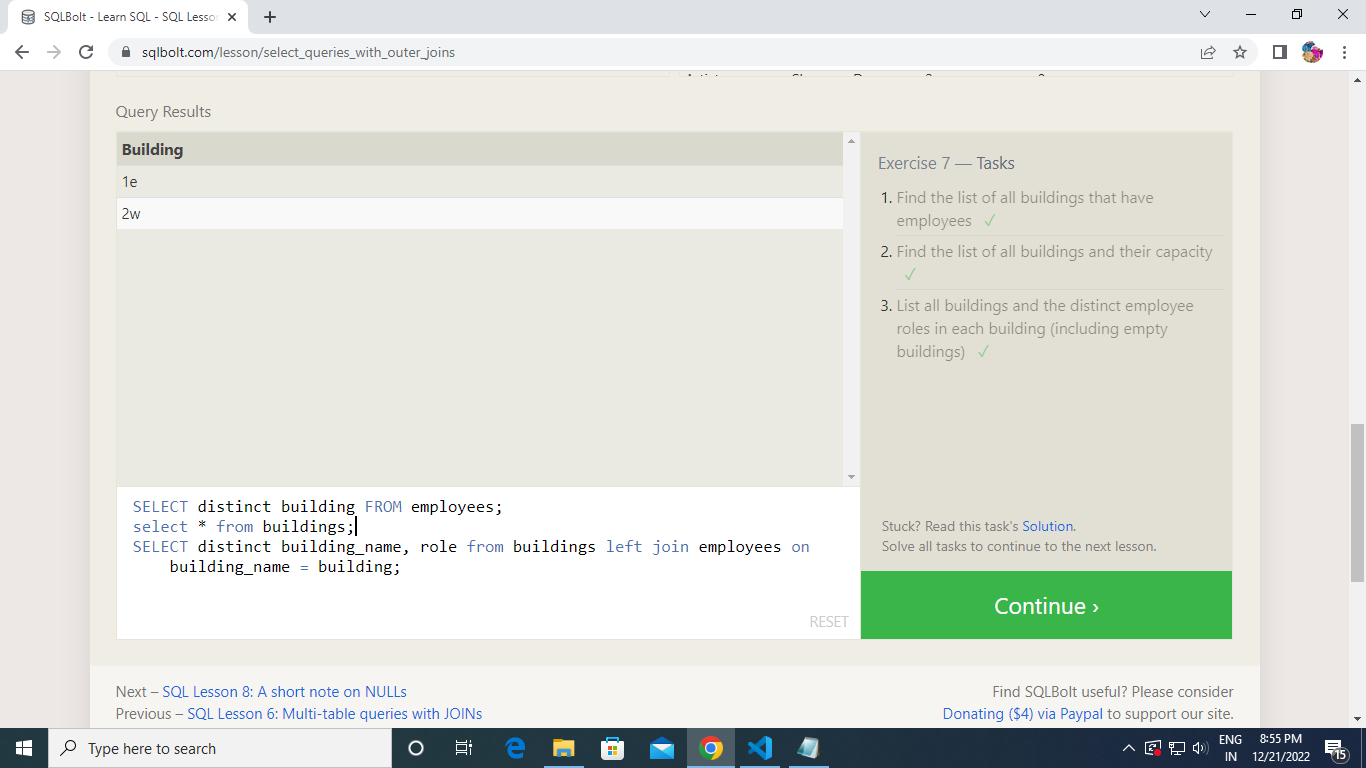 SQLBolt - Learn SQL - SQL Lesson
sqlbolt.com/lesson/select_queries_with_outer_joins
Query Results
Building
1e
2w
Exercise 7 — Tasks
1. Find the list of all buildings that have
employees ✓
2. Find the list of all buildings and their capacity
✓
3. List all buildings and the distinct employee
roles in each building (including empty
buildings) ✓
SELECT distinct building FROM employees;
select * from buildings;
SELECT distinct building_name, role from buildings left join employees on
building_name = building;
RESET
Stuck? Read this task's Solution.
Solve all tasks to continue to the next lesson.
Continue ›
Next – SQL Lesson 8: A short note on NULLs
Previous – SQL Lesson 6: Multi-table queries with JOINs
Find SQLBolt useful? Please consider
Donating ($4) via Paypal to support our site.
Type here to search
ENG
IN
8:55 PM
12/21/2022
15